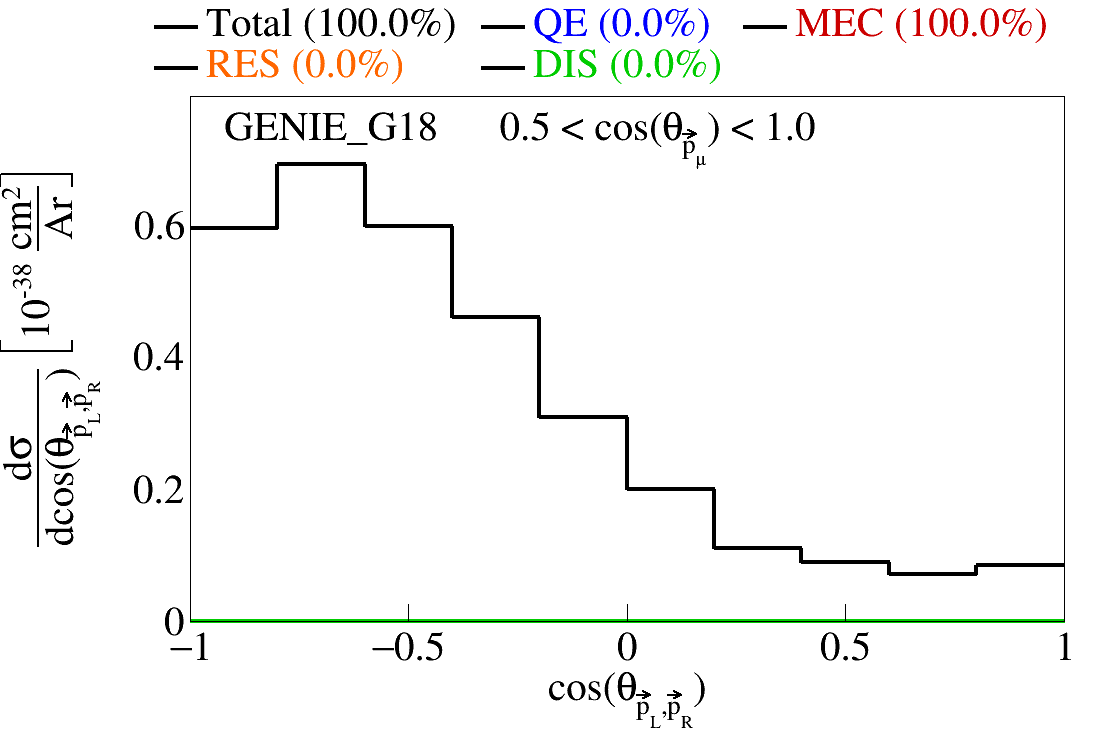 Total (100.0%) QE (0.0%) MEC (100.0%)
RES (0.0%) DIS (0.0%)
GENIE_G18 0.5 < cos(θp⃗μ) < 1.0
dσ/dcos(θp⃗L,p⃗R) [10-38 cm2/Ar]
0.6
0.4
0.2
0
−1 −0.5 0 0.5 1
cos(θp⃗L,p⃗R)